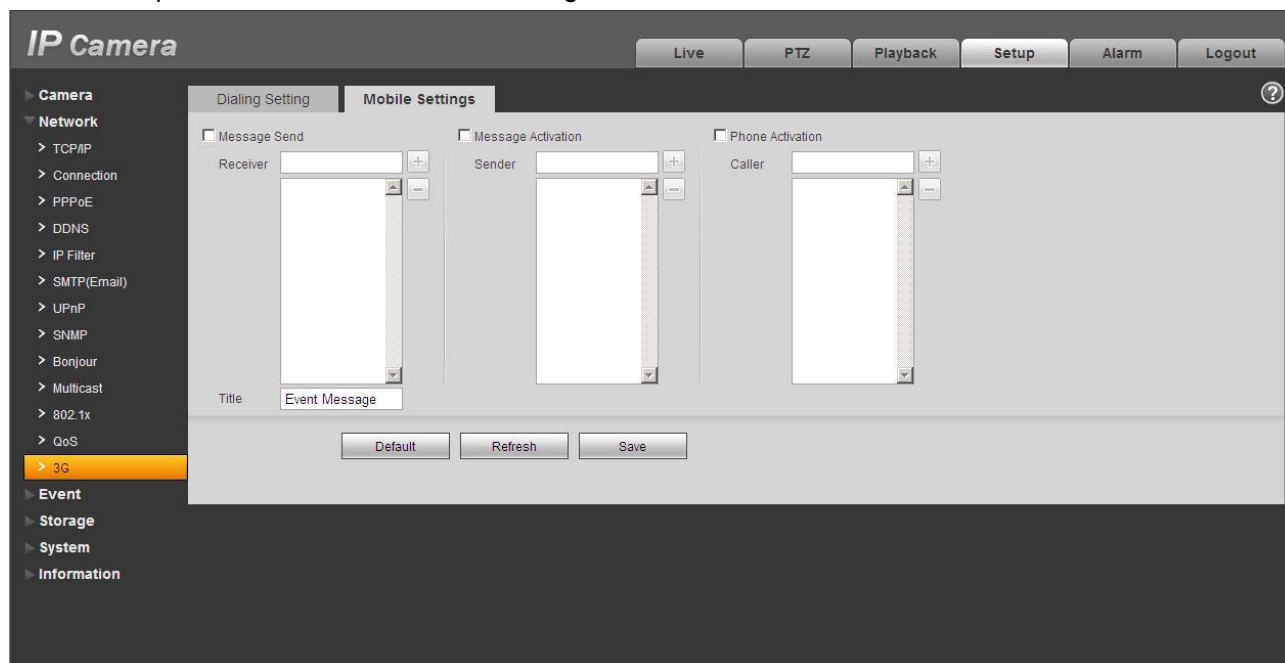 IP Camera
Live PTZ Playback Setup Alarm Logout
Camera
Network
> TCP/IP
> Connection
> PPPoE
> DDNS
> IP Filter
> SMTP(Email)
> UPnP
> SNMP
> Bonjour
> Multicast
> 802.1x
> QoS
> 3G
Event
Storage
System
Information
Dialing Setting Mobile Settings ?
Message Send Message Activation Phone Activation
Receiver + Sender + Caller +
- - -
Title Event Message
Default Refresh Save